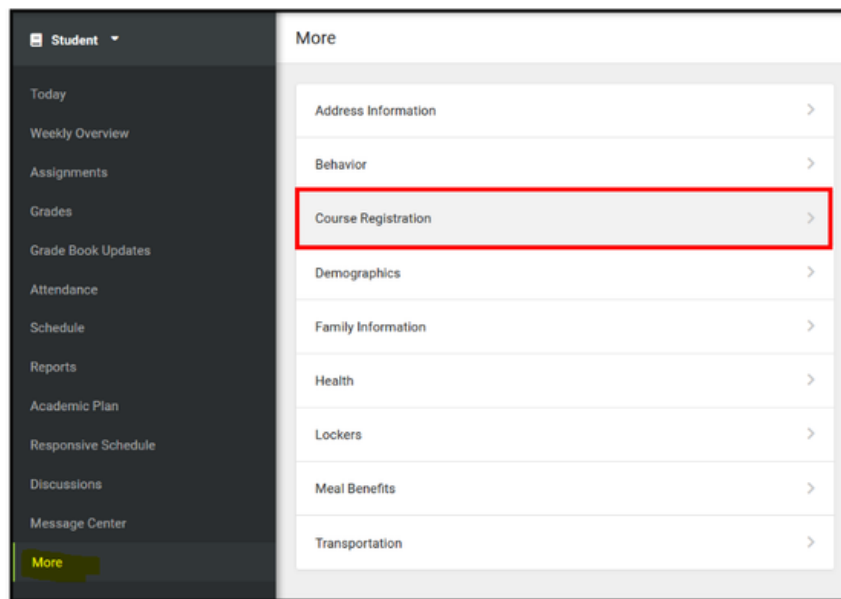 Student
Today
Weekly Overview
Assignments
Grades
Grade Book Updates
Attendance
Schedule
Reports
Academic Plan
Responsive Schedule
Discussions
Message Center
More
More
Address Information
Behavior
Course Registration
Demographics
Family Information
Health
Lockers
Meal Benefits
Transportation